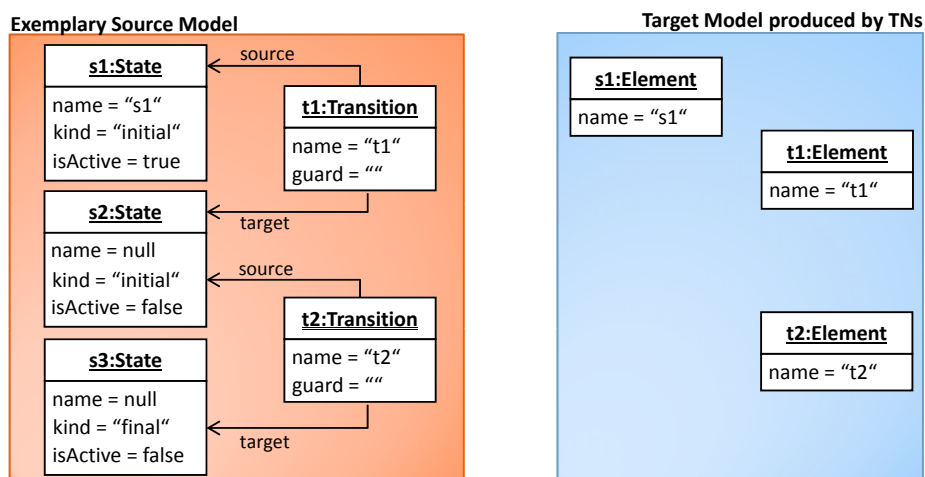 Exemplary Source Model
s1:State
name = “s1“
kind = “initial“
isActive = true
source
t1:Transition
name = “t1“
guard = ““
target
s2:State
name = null
kind = “initial“
isActive = false
source
t2:Transition
name = “t2“
guard = ““
target
s3:State
name = null
kind = “final“
isActive = false
Target Model produced by TNs
s1:Element
name = “s1“
t1:Element
name = “t1“
t2:Element
name = “t2“